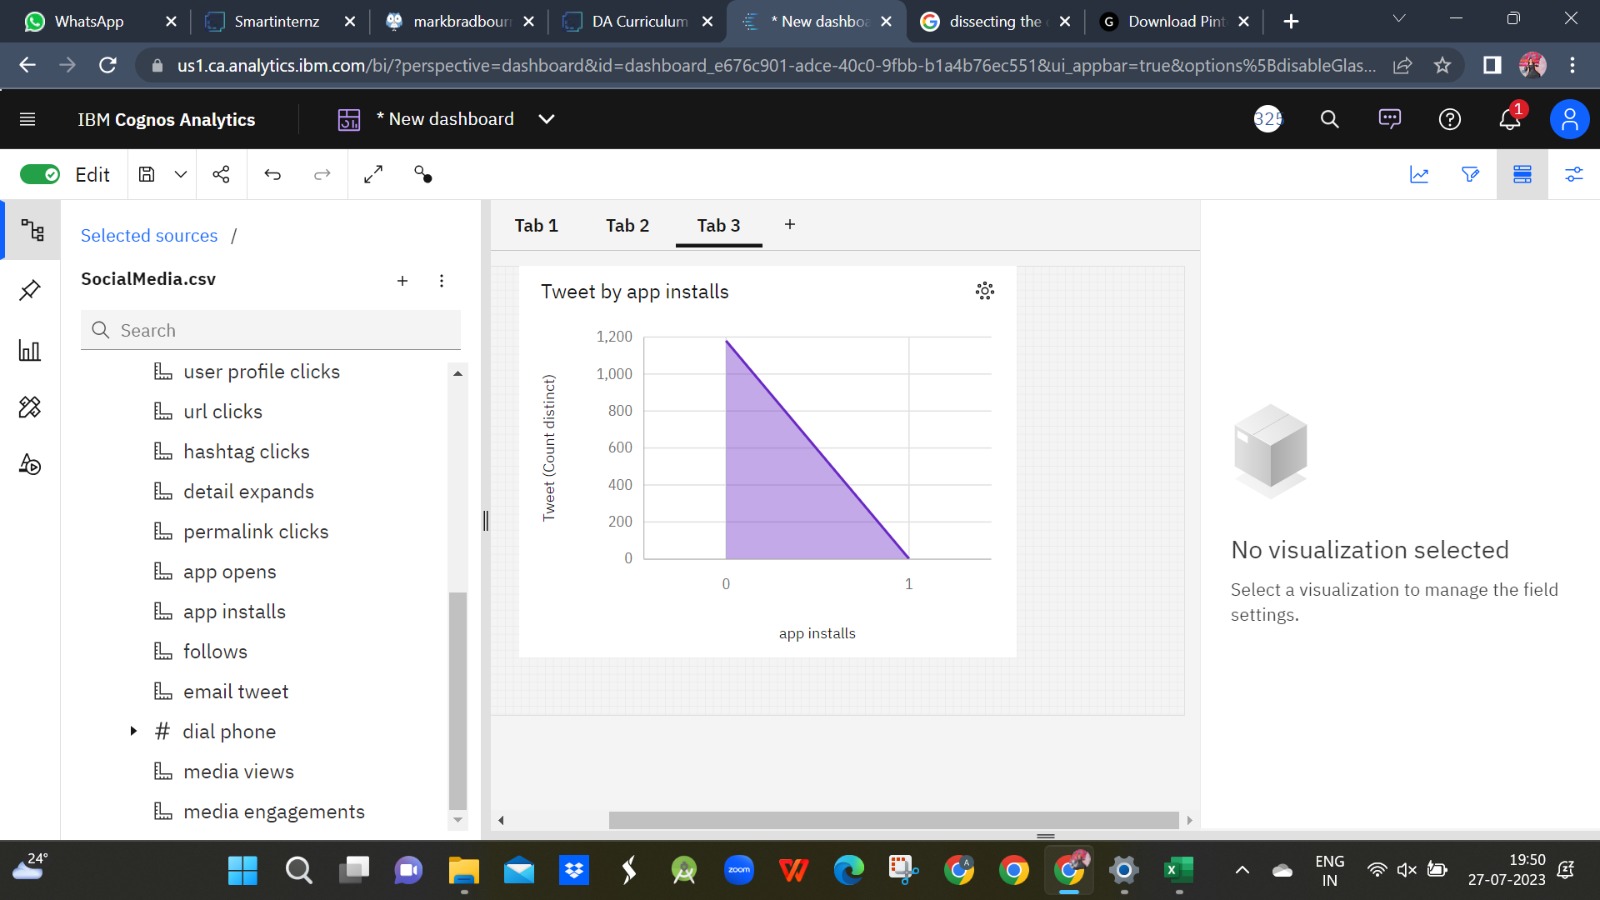 WhatsApp
Smartinternz
markbradbour
DA Curriculum
* New dashboa
dissecting the
Download Pint
us1.ca.analytics.ibm.com/bi/?perspective=dashboard&id=dashboard_e676c901-adce-40c0-9fbb-b1a4b76ec551&ui_appbar=true&options%5BdisableGlas...
IBM Cognos Analytics
* New dashboard
325
1
Edit
Selected sources /
SocialMedia.csv
Search
user profile clicks
url clicks
hashtag clicks
detail expands
permalink clicks
app opens
app installs
follows
email tweet
# dial phone
media views
media engagements
Tab 1
Tab 2
Tab 3
Tweet by app installs
Tweet (Count distinct)
1,200
1,000
800
600
400
200
0
0
1
app installs
No visualization selected
Select a visualization to manage the field
settings.
24°
zoom
ENG
IN
19:50
27-07-2023